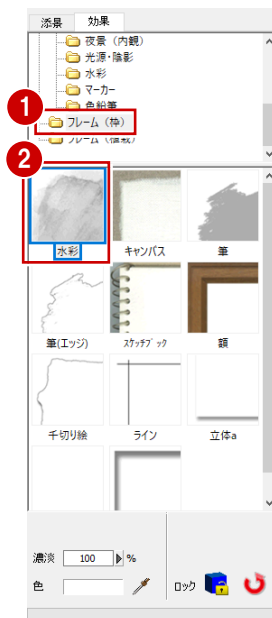 添景 効果
夜景（内観）
光源・陰影
水彩
マーカー
色鉛筆
1
フレーム（枠）
フレーム（植栽）
2
水彩 キャンバス 筆
筆(エッジ) ｽｹｯﾁﾌﾞｯｸ 額
千切り絵 ライン 立体a
濃淡 100 %
色 ロック